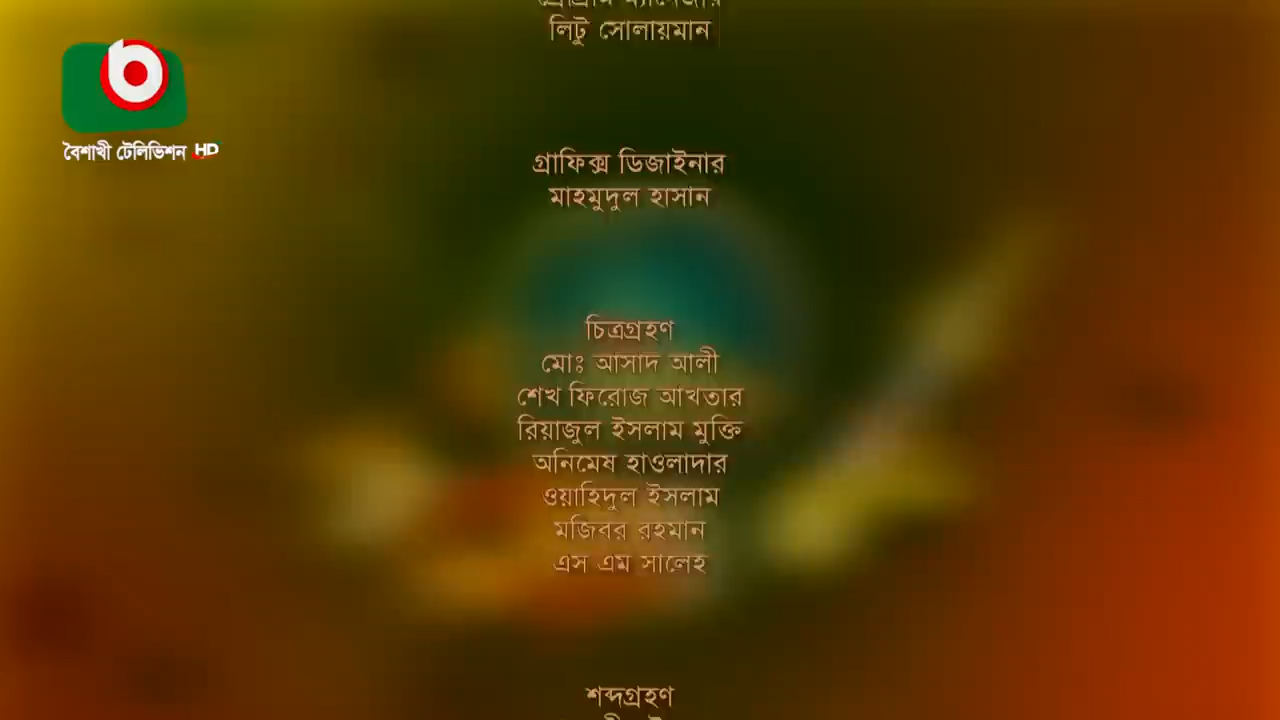 প্রোগ্রাম ম্যানেজার
লিটু সোলায়মান
বৈশাখী টেলিভিশন HD
গ্রাফিক্স ডিজাইনার
মাহমুদুল হাসান
চিত্রগ্রহণ
মোঃ আসাদ আলী
শেখ ফিরোজ আখতার
রিয়াজুল ইসলাম মুক্তি
অনিমেষ হাওলাদার
ওয়াহিদুল ইসলাম
মজিবর রহমান
এস এম সালেহ
শব্দগ্রহণ